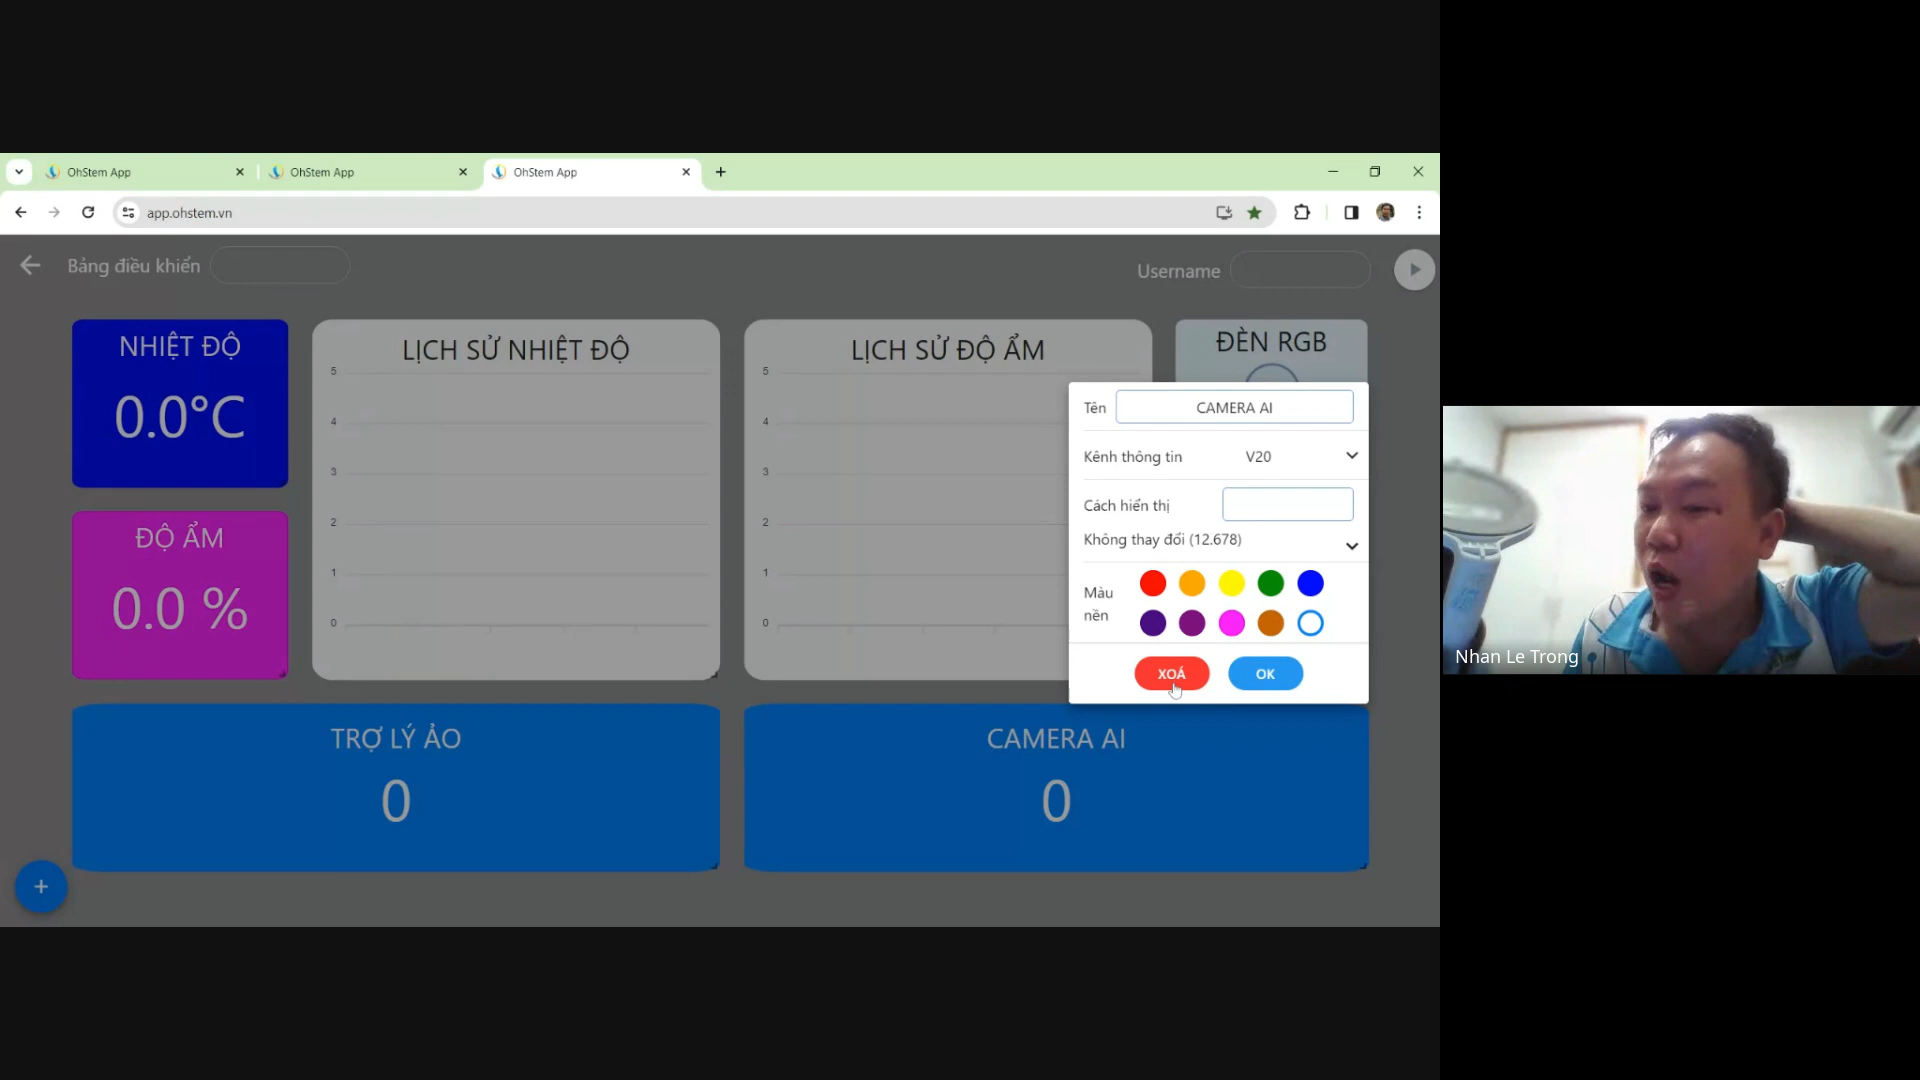 OhStem App
OhStem App
OhStem App
app.ohstem.vn
Bảng điều khiển
Username
NHIỆT ĐỘ
0.0°C
LỊCH SỬ NHIỆT ĐỘ
5
4
3
2
1
0
LỊCH SỬ ĐỘ ẨM
5
4
3
2
1
0
ĐÈN RGB
Tên CAMERA AI
Kênh thông tin V20
Cách hiển thị
Không thay đổi (12.678)
Màu
nền
XOÁ OK
ĐỘ ẨM
0.0 %
TRỢ LÝ ẢO
0
CAMERA AI
0
+
Nhan Le Trong